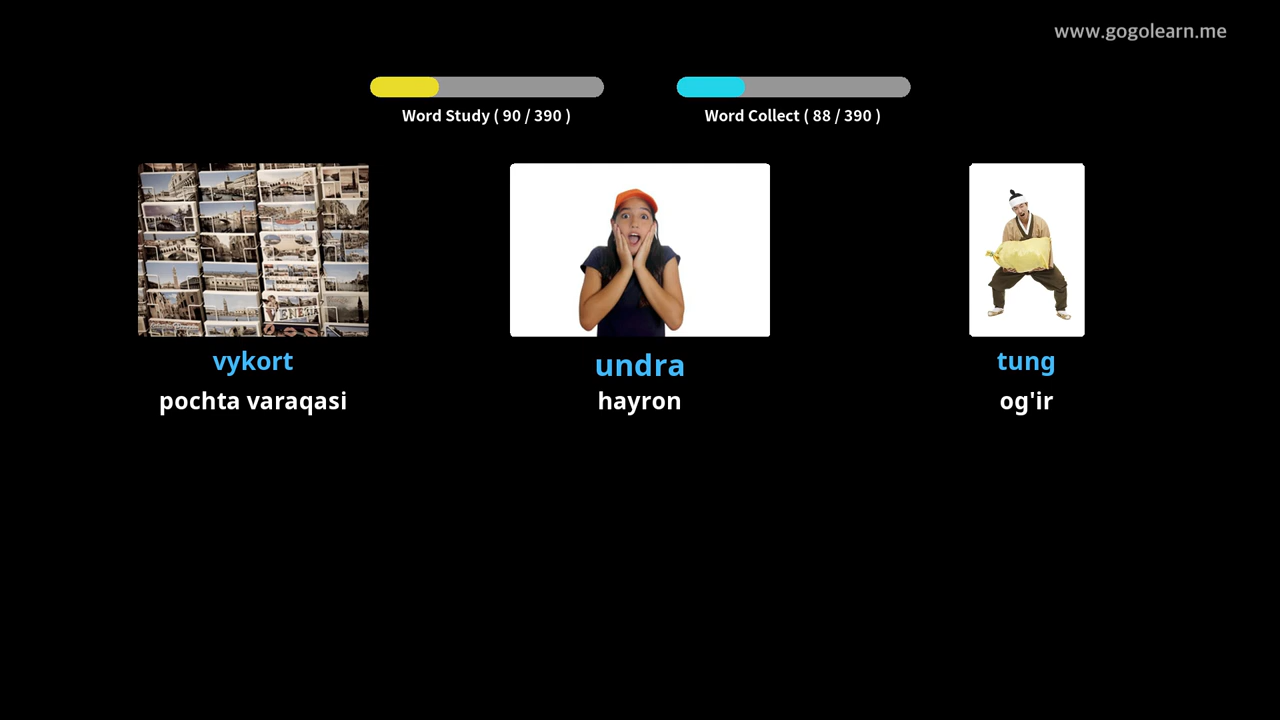 www.gogolearn.me
Word Study ( 90 / 390 )
Word Collect ( 88 / 390 )
vykort
undra
tung
pochta varaqasi
hayron
og'ir